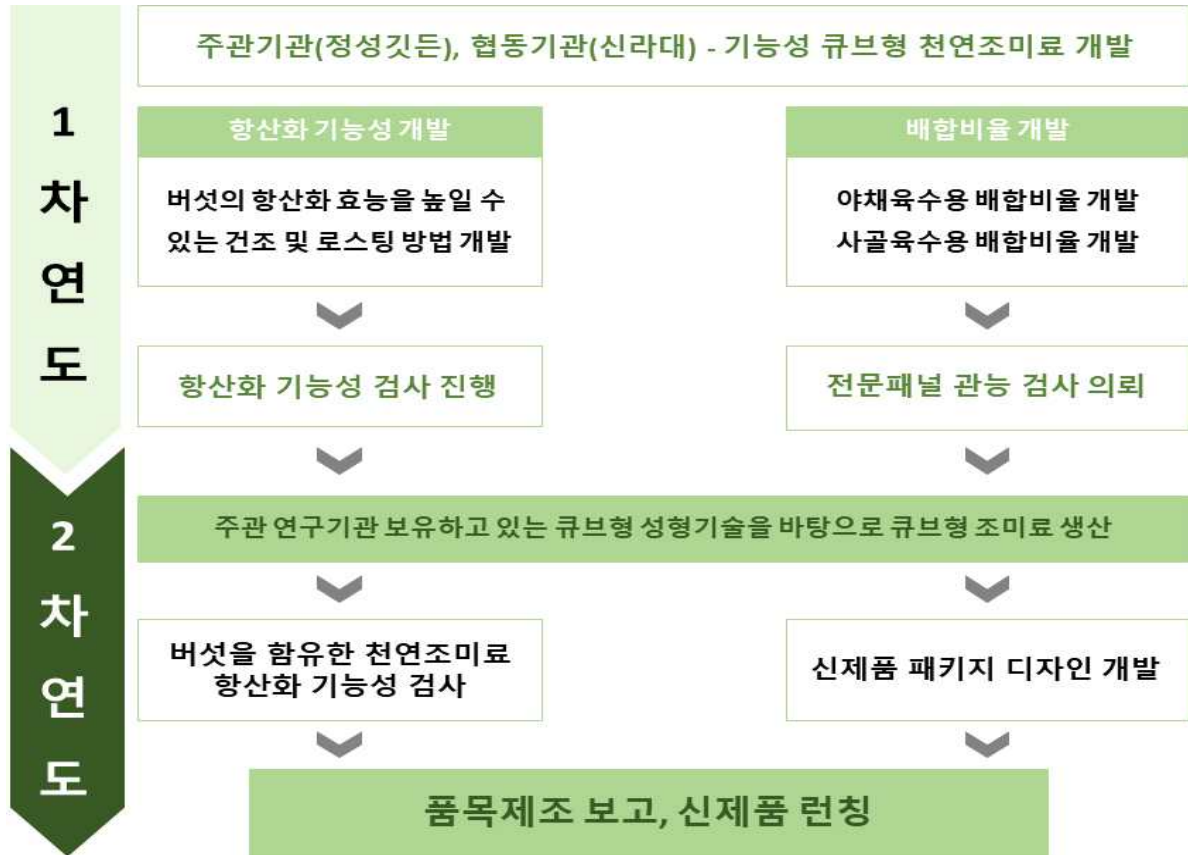 1
차
연
도
주관기관(정성깃든), 협동기관(신라대) - 기능성 큐브형 천연조미료 개발
항산화 기능성 개발
버섯의 항산화 효능을 높일 수
있는 건조 및 로스팅 방법 개발
배합비율 개발
야채육수용 배합비율 개발
사골육수용 배합비율 개발
항산화 기능성 검사 진행
전문패널 관능 검사 의뢰
2
차
연
도
주관 연구기관 보유하고 있는 큐브형 성형기술을 바탕으로 큐브형 조미료 생산
버섯을 함유한 천연조미료
항산화 기능성 검사
신제품 패키지 디자인 개발
품목제조 보고, 신제품 런칭